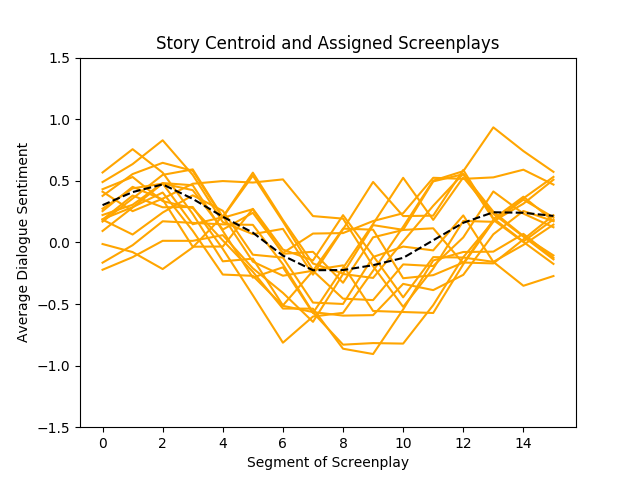 Story Centroid and Assigned Screenplays
1.5
1.0
0.5
0.0
−0.5
−1.0
−1.5
Average Dialogue Sentiment
0 2 4 6 8 10 12 14
Segment of Screenplay